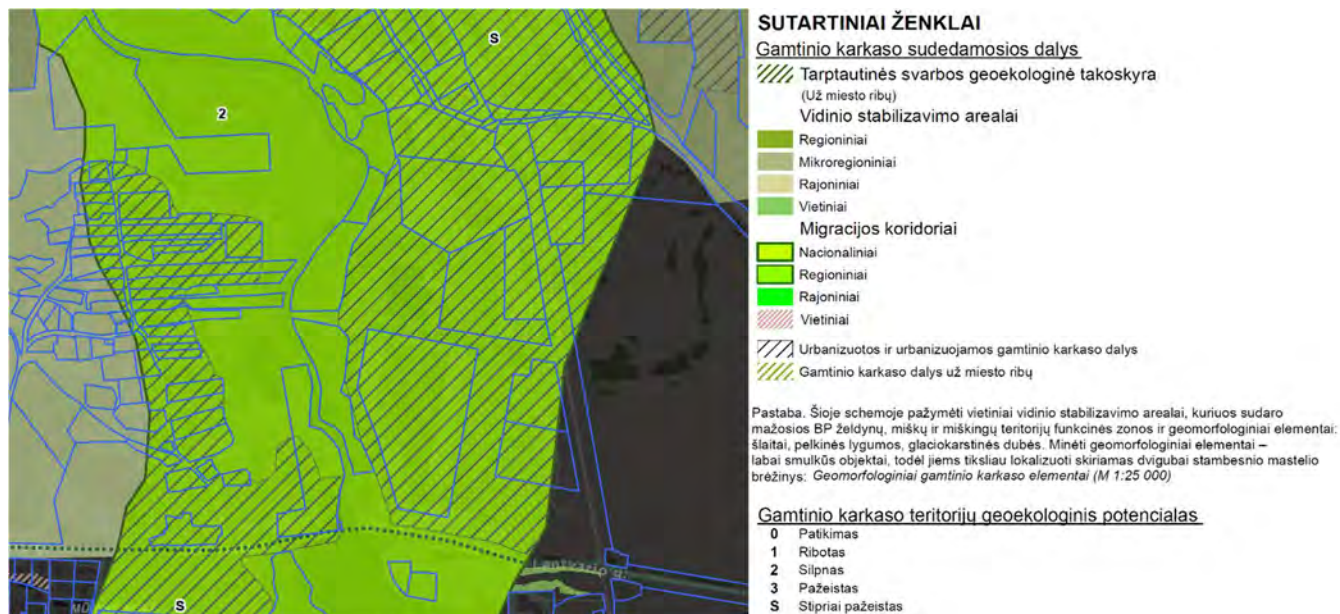 S
2
S
Lentvario g.
MŪ
SUTARTINIAI ŽENKLAI
Gamtinio karkaso sudedamosios dalys
Tarptautinės svarbos geoekologinė takoskyra
(Už miesto ribų)
Vidinio stabilizavimo arealai
Regioniniai
Mikroregioniniai
Rajoniniai
Vietiniai
Migracijos koridoriai
Nacionaliniai
Regioniniai
Rajoniniai
Vietiniai
Urbanizuotos ir urbanizuojamos gamtinio karkaso dalys
Gamtinio karkaso dalys už miesto ribų
Pastaba. Šioje schemoje pažymėti vietiniai vidinio stabilizavimo arealai, kuriuos sudaro
mažosios BP želdynų, miškų ir miškingų teritorijų funkcinės zonos ir geomorfologiniai elementai:
šlaitai, pelkinės lygumos, glaciokarstinės dubės. Minėti geomorfologiniai elementai –
labai smulkūs objektai, todėl jiems tiksliau lokalizuoti skiriamas dvigubai stambesnio mastelio
brėžinys: Geomorfologiniai gamtinio karkaso elementai (M 1:25 000)
Gamtinio karkaso teritorijų geoekologinis potencialas
0 Patikimas
1 Ribotas
2 Silpnas
3 Pažeistas
S Stipriai pažeistas